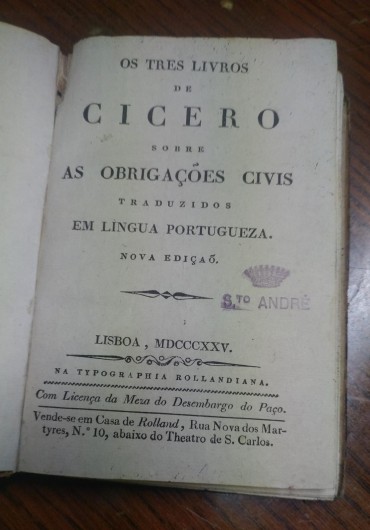 OS TRES LIVROS
DE
CICERO
SOBRE
AS OBRIGAÇÕES CIVIS
TRADUZIDOS
EM LINGUA PORTUGUEZA.
NOVA EDIÇAÕ.
S.TO ANDRÉ
LISBOA, MDCCCXXV.
NA TYPOGRAPHIA ROLLANDIANA.
Com Licença da Meza do Desembargo do Paço.
Vende-se em Casa de Rolland, Rua Nova dos Mar-
tyres, N.º 10, abaixo do Theatro de S. Carlos.